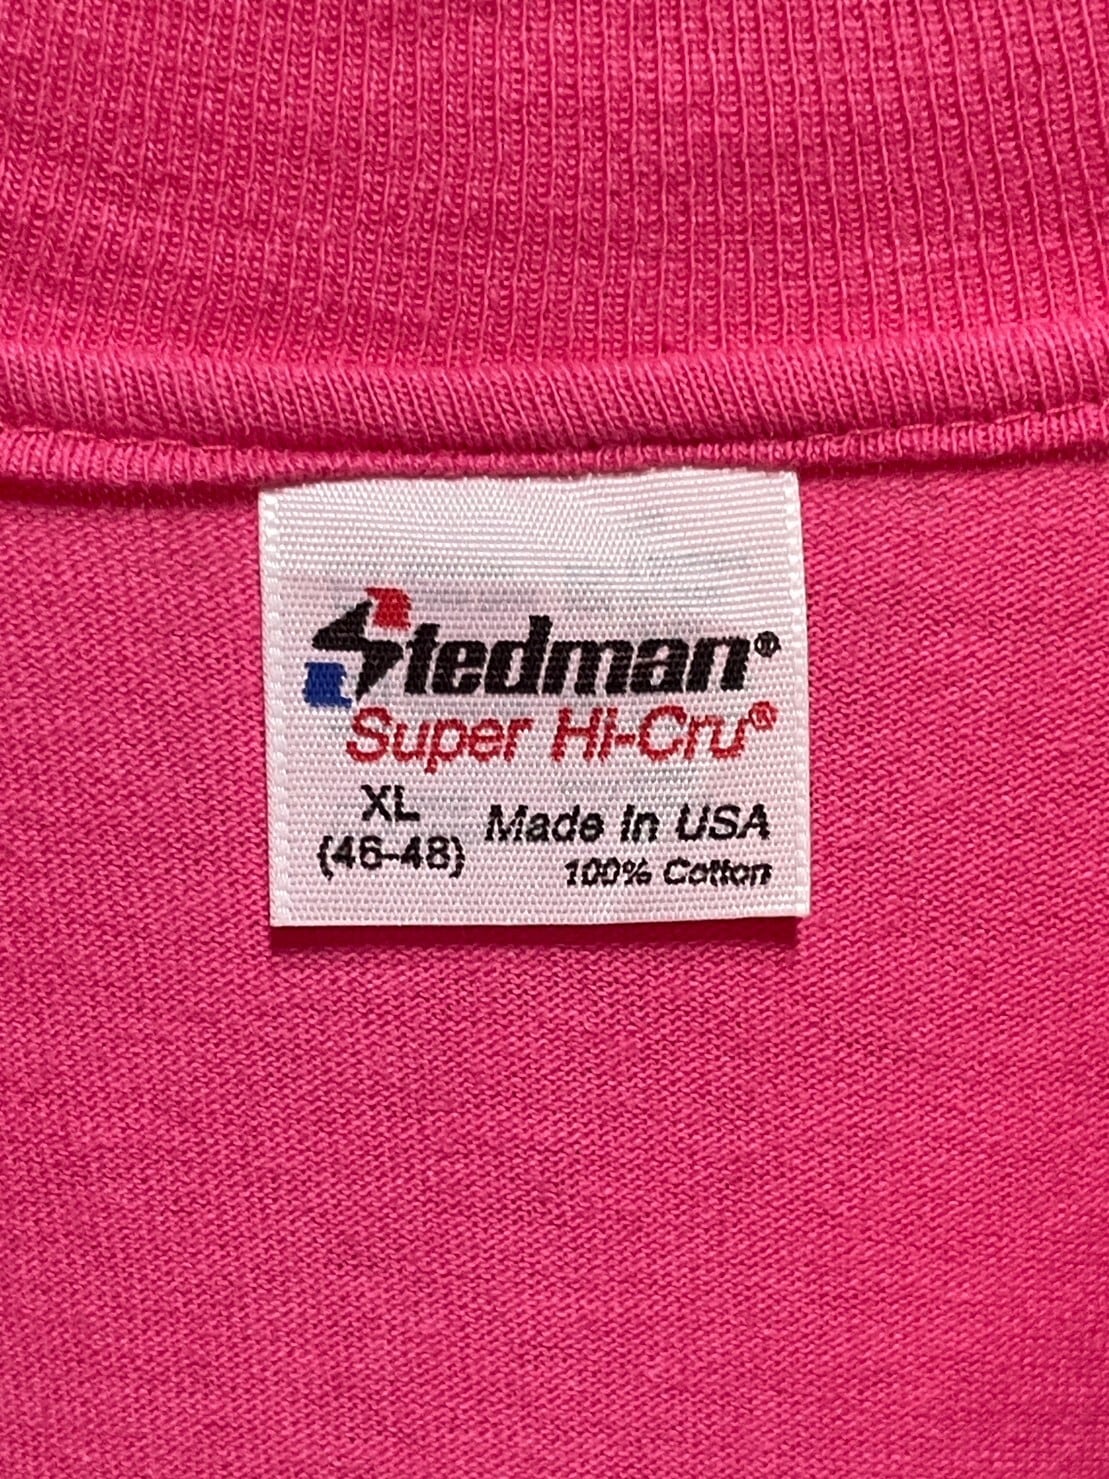 Stedman®
Super Hi-Cru®
XL
(46-48)
Made In USA
100% Cotton